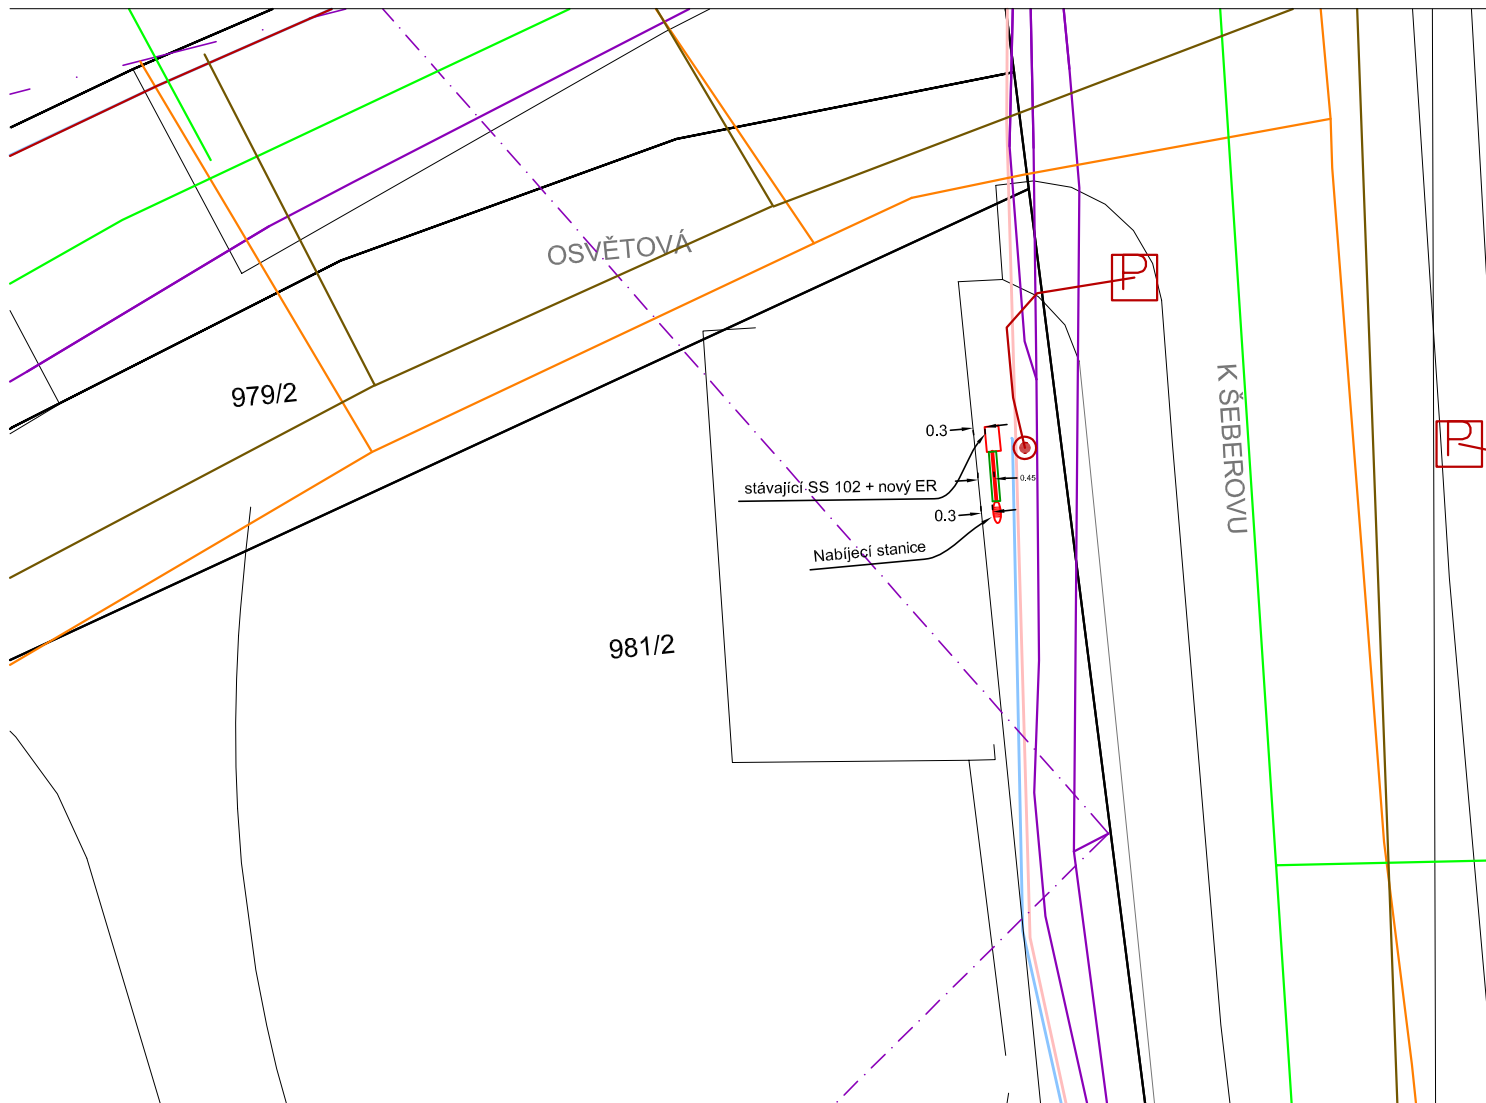 OSVĚTOVÁ
P
979/2
K ŠEBEROVU
0.3
P
stávající SS 102 + nový ER
0.45
0.3
Nabíjecí stanice
981/2